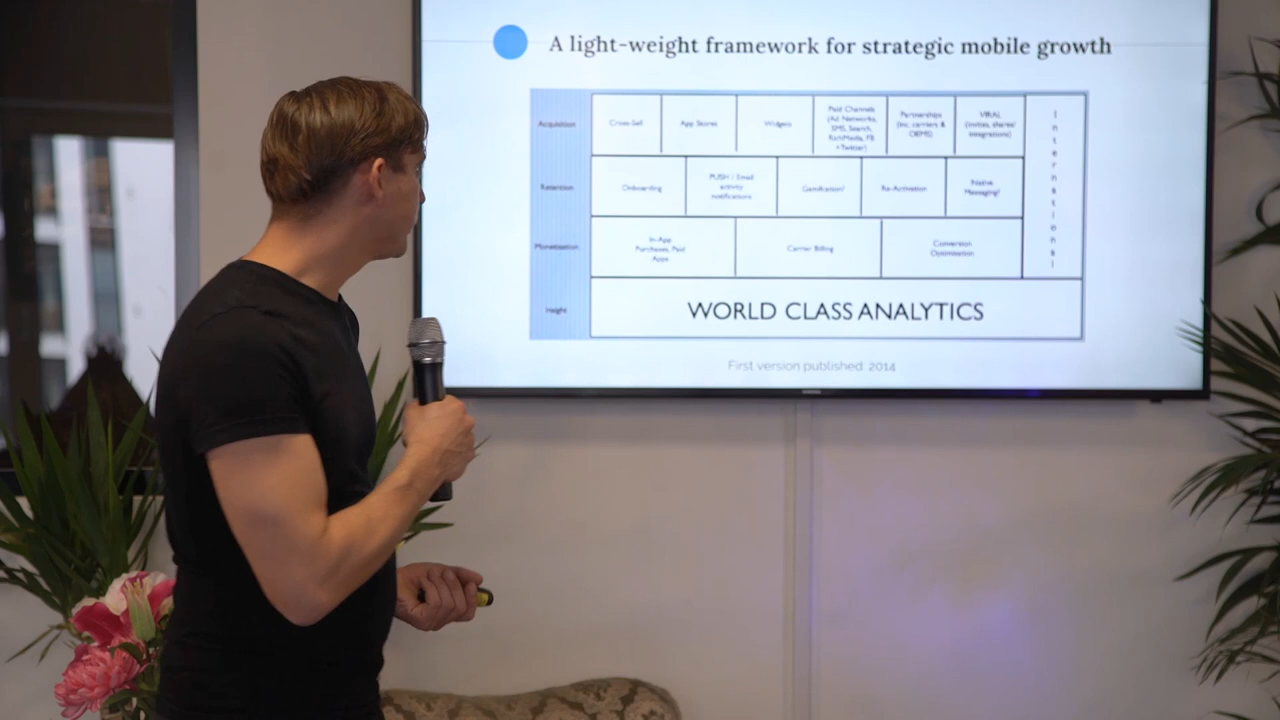 A light-weight framework for strategic mobile growth
Acquisition
Cross-Sell
App Stores
Widgets
Paid Channels
(Ad Networks,
SMS, Search,
RichMedia, FB
+ Twitter)
Partnerships
(inc. carriers &
OEMS)
VIRAL
(invites, shares/
integrations)
International
Retention
Onboarding
PUSH / Email
activity
notifications
Gamification?
Re-Activation
Native
Messaging?
Monetisation
In-App
Purchases, Paid
Apps
Carrier Billing
Conversion
Optimisation
Insight
WORLD CLASS ANALYTICS
First version published: 2014